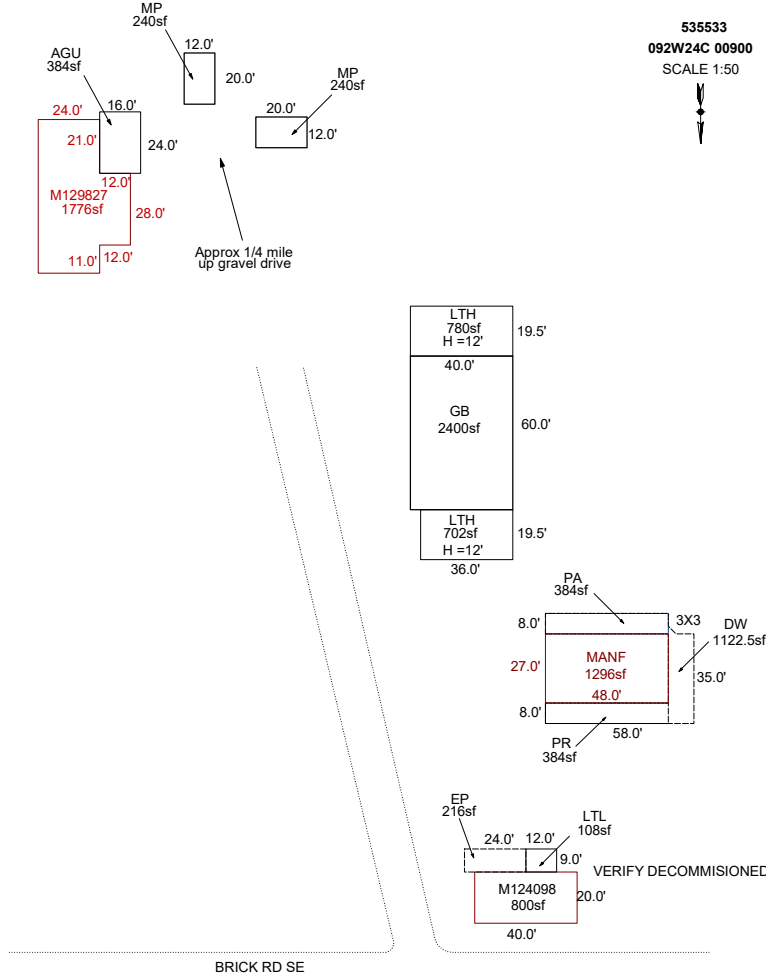 535533
092W24C 00900
SCALE 1:50
MP
240sf
12.0'
20.0'
AGU
384sf
MP
240sf
20.0'
12.0'
24.0'
16.0'
21.0'
24.0'
12.0'
M129827
1776sf
28.0'
11.0'
12.0'
Approx 1/4 mile
up gravel drive
LTH
780sf
H =12'
19.5'
40.0'
GB
2400sf
60.0'
LTH
702sf
H =12'
19.5'
36.0'
PA
384sf
8.0'
3X3
DW
1122.5sf
27.0'
MANF
1296sf
48.0'
35.0'
8.0'
58.0'
PR
384sf
EP
216sf
LTL
108sf
24.0'
12.0'
9.0'
VERIFY DECOMMISIONED
M124098
800sf
20.0'
40.0'
BRICK RD SE